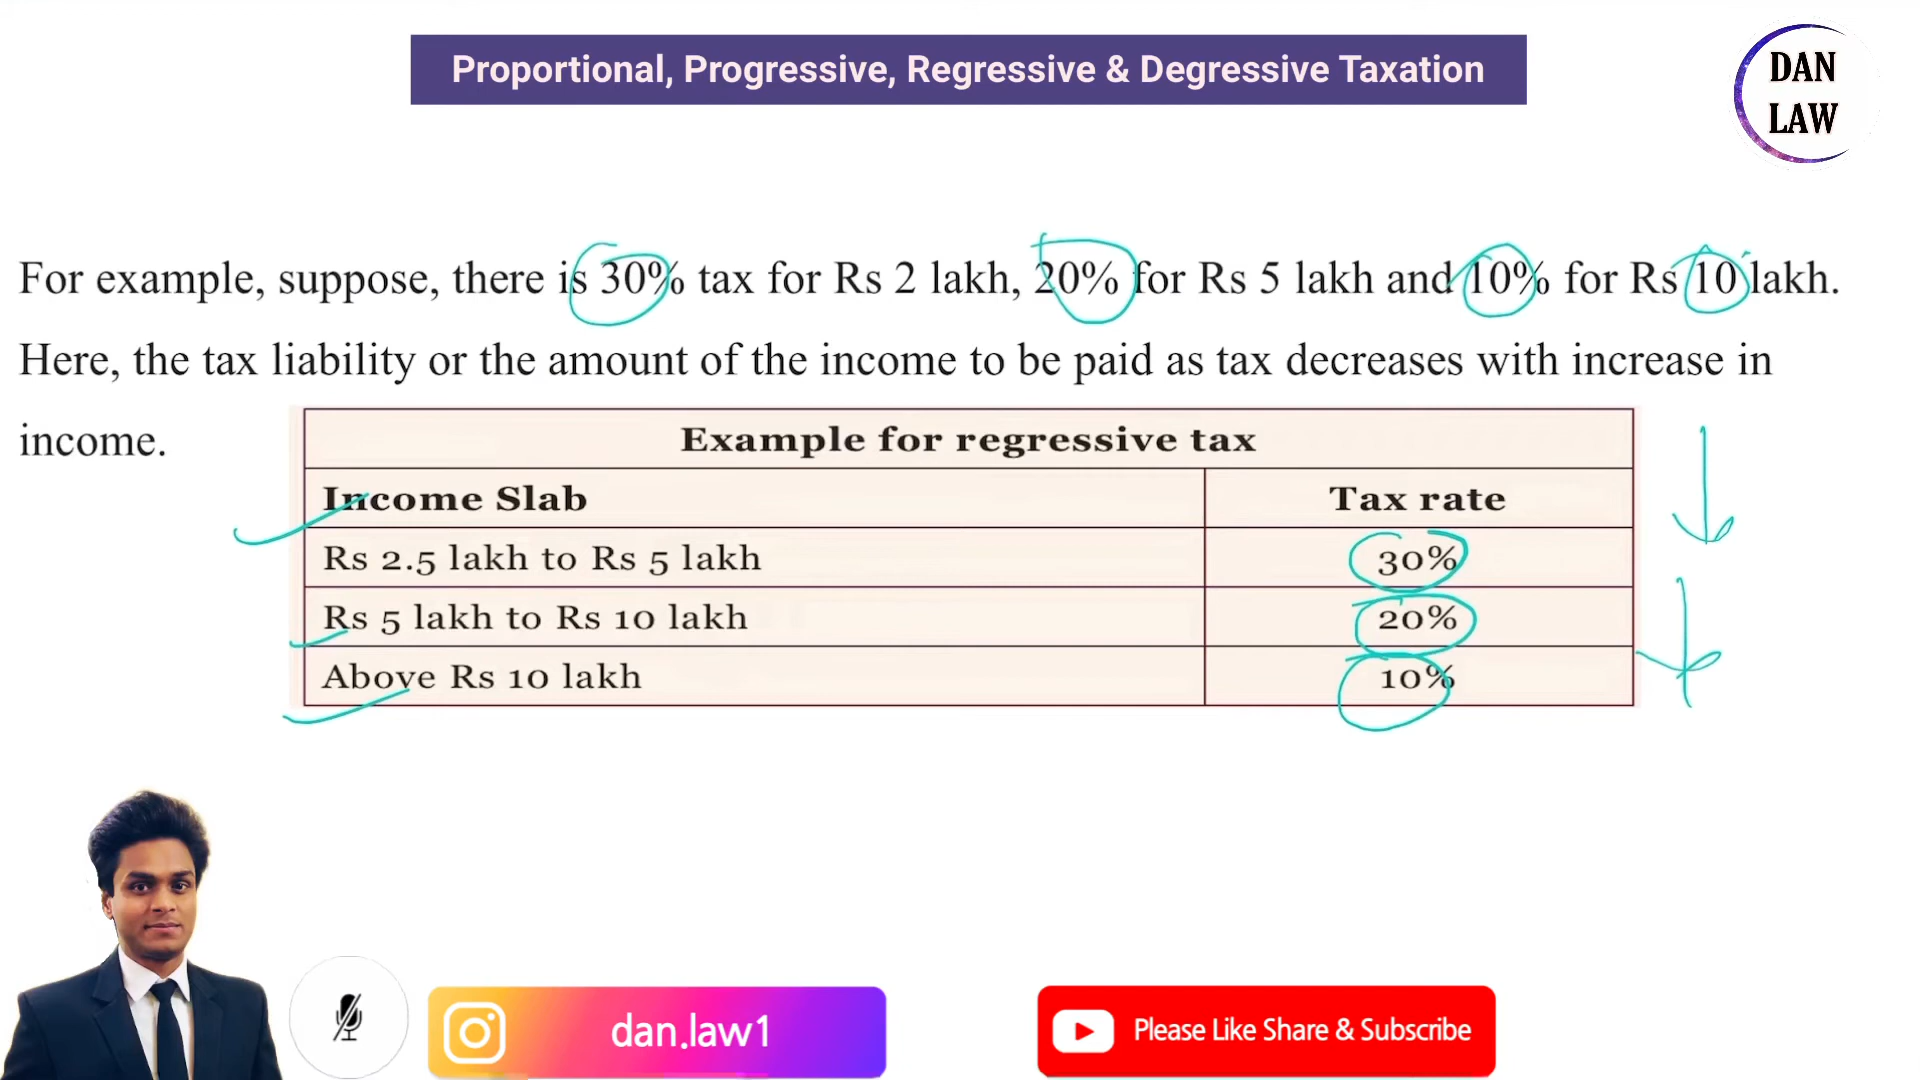 Proportional, Progressive, Regressive & Degressive Taxation
DAN
LAW
For example, suppose, there is 30% tax for Rs 2 lakh, 20% for Rs 5 lakh and 10% for Rs 10 lakh.
Here, the tax liability or the amount of the income to be paid as tax decreases with increase in
income.
Example for regressive tax
Income Slab Tax rate
Rs 2.5 lakh to Rs 5 lakh 30%
Rs 5 lakh to Rs 10 lakh 20%
Above Rs 10 lakh 10%
dan.law1
Please Like Share & Subscribe